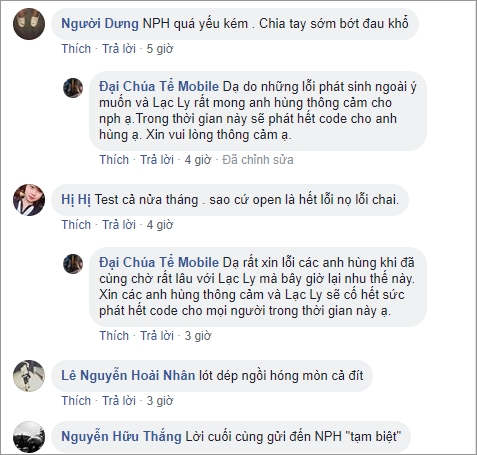 Người Dưng NPH quá yếu kém . Chia tay sớm bớt đau khổ
Thích · Trả lời · 5 giờ
Đại Chúa Tể Mobile Dạ do những lỗi phát sinh ngoài ý
muốn và Lạc Ly rất mong anh hùng thông cảm cho
nph ạ.Trong thời gian này sẽ phát hết code cho anh
hùng ạ. Xin vui lòng thông cảm ạ.
Thích · Trả lời · 4 giờ · Đã chỉnh sửa
Hị Hị Test cả nửa tháng . sao cứ open là hết lỗi nọ lỗi chai.
Thích · Trả lời · 4 giờ
Đại Chúa Tể Mobile Dạ rất xin lỗi các anh hùng khi đã
cùng chờ rất lâu với Lạc Ly mà bây giờ lại như thế này.
Xin các anh hùng thông cảm và Lạc Ly sẽ cố hết sức
phát hết code cho mọi người trong thời gian này ạ.
Thích · Trả lời · 3 giờ
Lê Nguyễn Hoài Nhân lót dép ngồi hóng mòn cả đít
Thích · Trả lời · 3 giờ
Nguyễn Hữu Thắng Lời cuối cùng gửi đến NPH "tạm biệt"